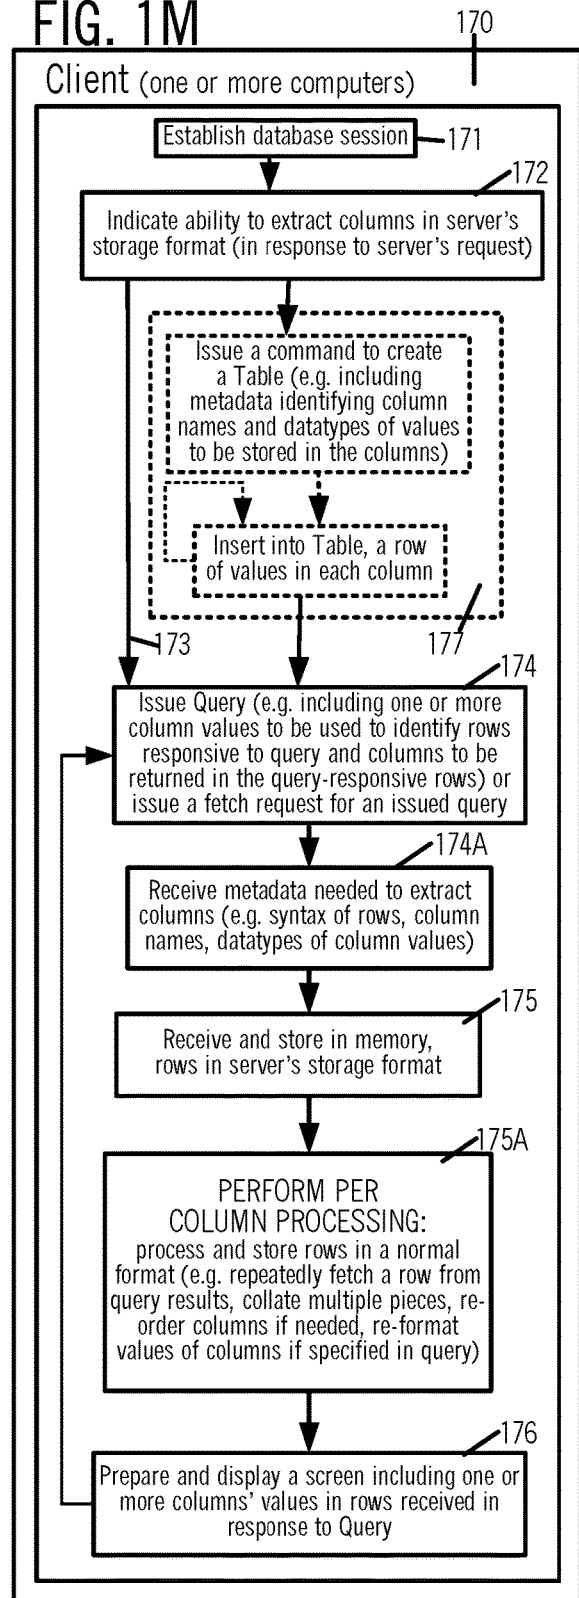 FIG. 1M
170
Client (one or more computers)
Establish database session
171
172
Indicate ability to extract columns in server's
storage format (in response to server's request)
Issue a command to create
a Table (e.g. including
metadata identifying column
names and datatypes of values
to be stored in the columns)
Insert into Table, a row
of values in each column
173
177
174
Issue Query (e.g. including one or more
column values to be used to identify rows
responsive to query and columns to be
returned in the query-responsive rows) or
issue a fetch request for an issued query
174A
Receive metadata needed to extract
columns (e.g. syntax of rows, column
names, datatypes of column values)
175
Receive and store in memory,
rows in server's storage format
175A
PERFORM PER
COLUMN PROCESSING:
process and store rows in a normal
format (e.g. repeatedly fetch a row from
query results, collate multiple pieces, re-
order columns if needed, re-format
values of columns if specified in query)
176
Prepare and display a screen including one or
more columns' values in rows received in
response to Query